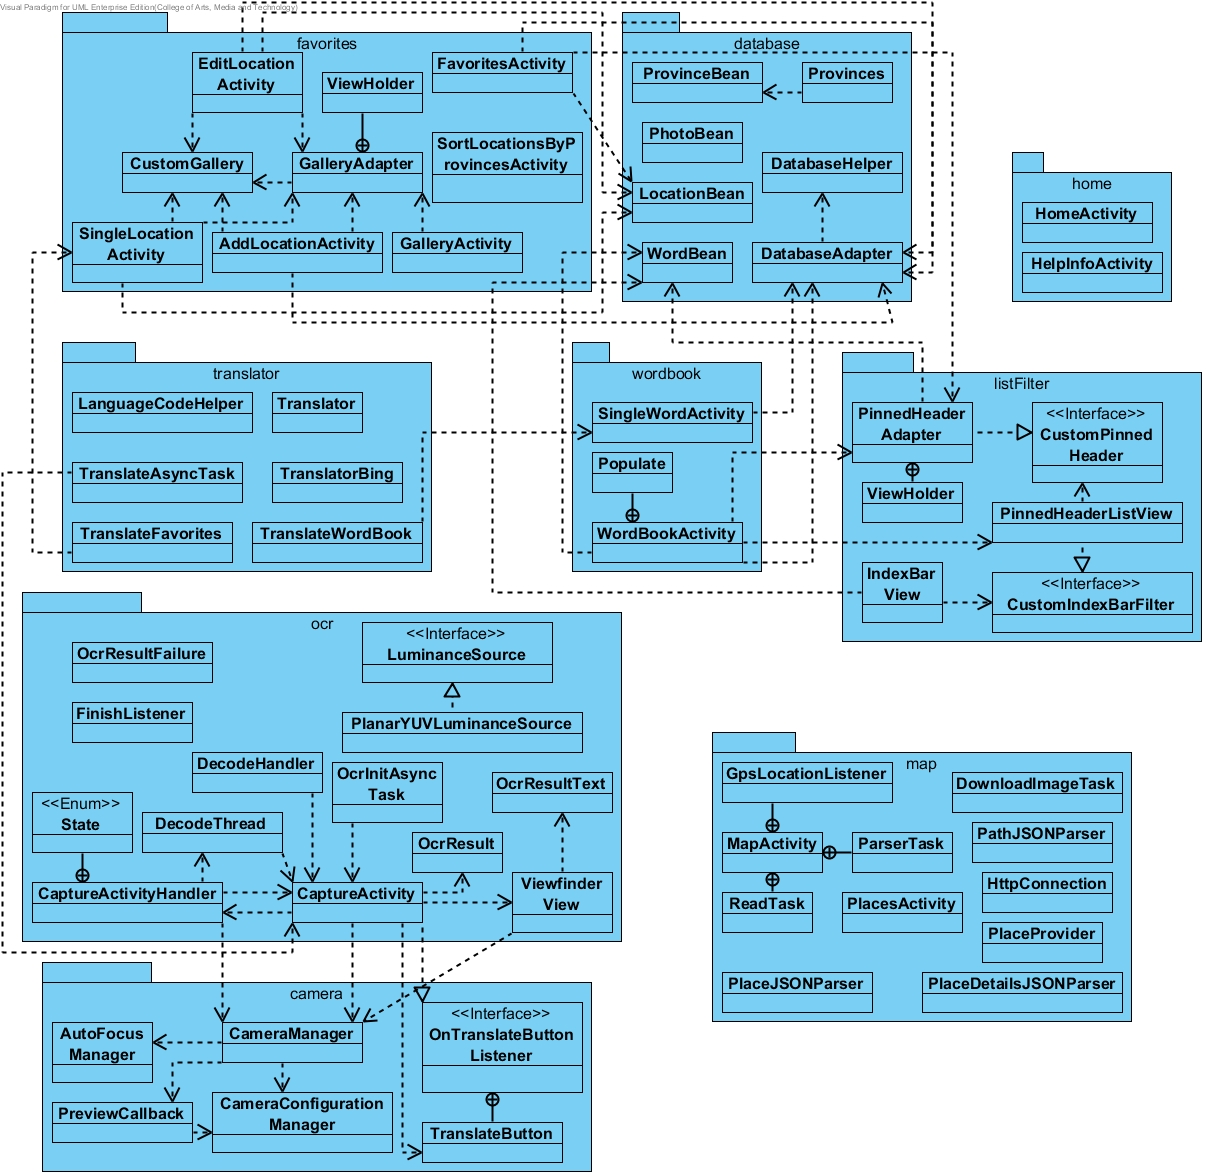 Visual Paradigm for UML Enterprise Edition(College of Arts, Media and Technology)
favorites
EditLocation
Activity
ViewHolder
FavoritesActivity
CustomGallery
GalleryAdapter
SortLocationsByP
rovincesActivity
SingleLocation
Activity
AddLocationActivity
GalleryActivity
database
ProvinceBean
Provinces
PhotoBean
DatabaseHelper
LocationBean
WordBean
DatabaseAdapter
home
HomeActivity
HelpInfoActivity
translator
LanguageCodeHelper
Translator
TranslateAsyncTask
TranslatorBing
TranslateFavorites
TranslateWordBook
wordbook
SingleWordActivity
Populate
WordBookActivity
listFilter
PinnedHeader
Adapter
<<Interface>>
CustomPinned
Header
ViewHolder
PinnedHeaderListView
IndexBar
View
<<Interface>>
CustomIndexBarFilter
ocr
OcrResultFailure
<<Interface>>
LuminanceSource
FinishListener
PlanarYUVLuminanceSource
DecodeHandler
OcrInitAsync
Task
OcrResultText
<<Enum>>
State
DecodeThread
OcrResult
CaptureActivityHandler
CaptureActivity
Viewfinder
View
map
GpsLocationListener
DownloadImageTask
MapActivity
ParserTask
PathJSONParser
ReadTask
PlacesActivity
HttpConnection
PlaceProvider
PlaceJSONParser
PlaceDetailsJSONParser
camera
AutoFocus
Manager
CameraManager
<<Interface>>
OnTranslateButton
Listener
PreviewCallback
CameraConfiguration
Manager
TranslateButton